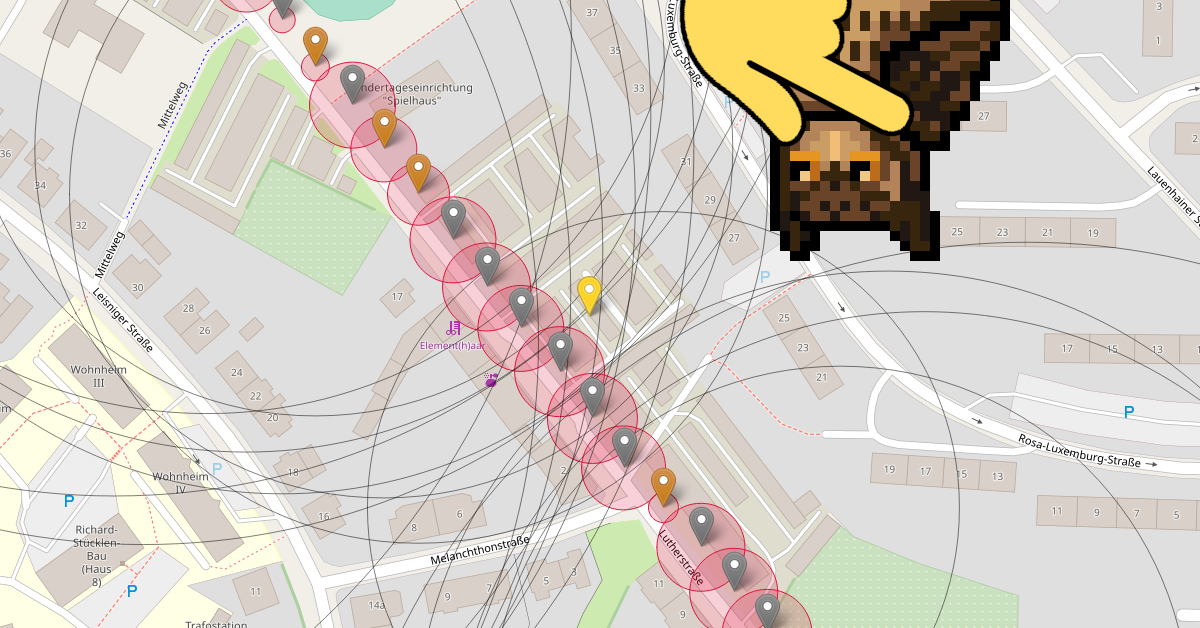 37
35
33
uxemburg-Straße
Mittelweg
ndertageseinrichtung
"Spielhaus"
3
1
27
36
34
32
30
28
26
Mittelweg
Leisniger Straße
31
29
27
P
25
23
21
19
Lauenhainer S
2
17
Element(h)aar
P
25
23
21
17
15
13
1
Wohnheim
III
24
22
20
18
16
Wohnheim
IV
P
P
Richard-
Stücklen-
Bau
(Haus
8)
P
P
Rosa-Luxemburg-Straße
19
17
15
13
11
9
7
5
2
8
6
Melanchthonstraße
Lutherstraße
11
9
14a
9
7
5
3
11
Trafostation
m